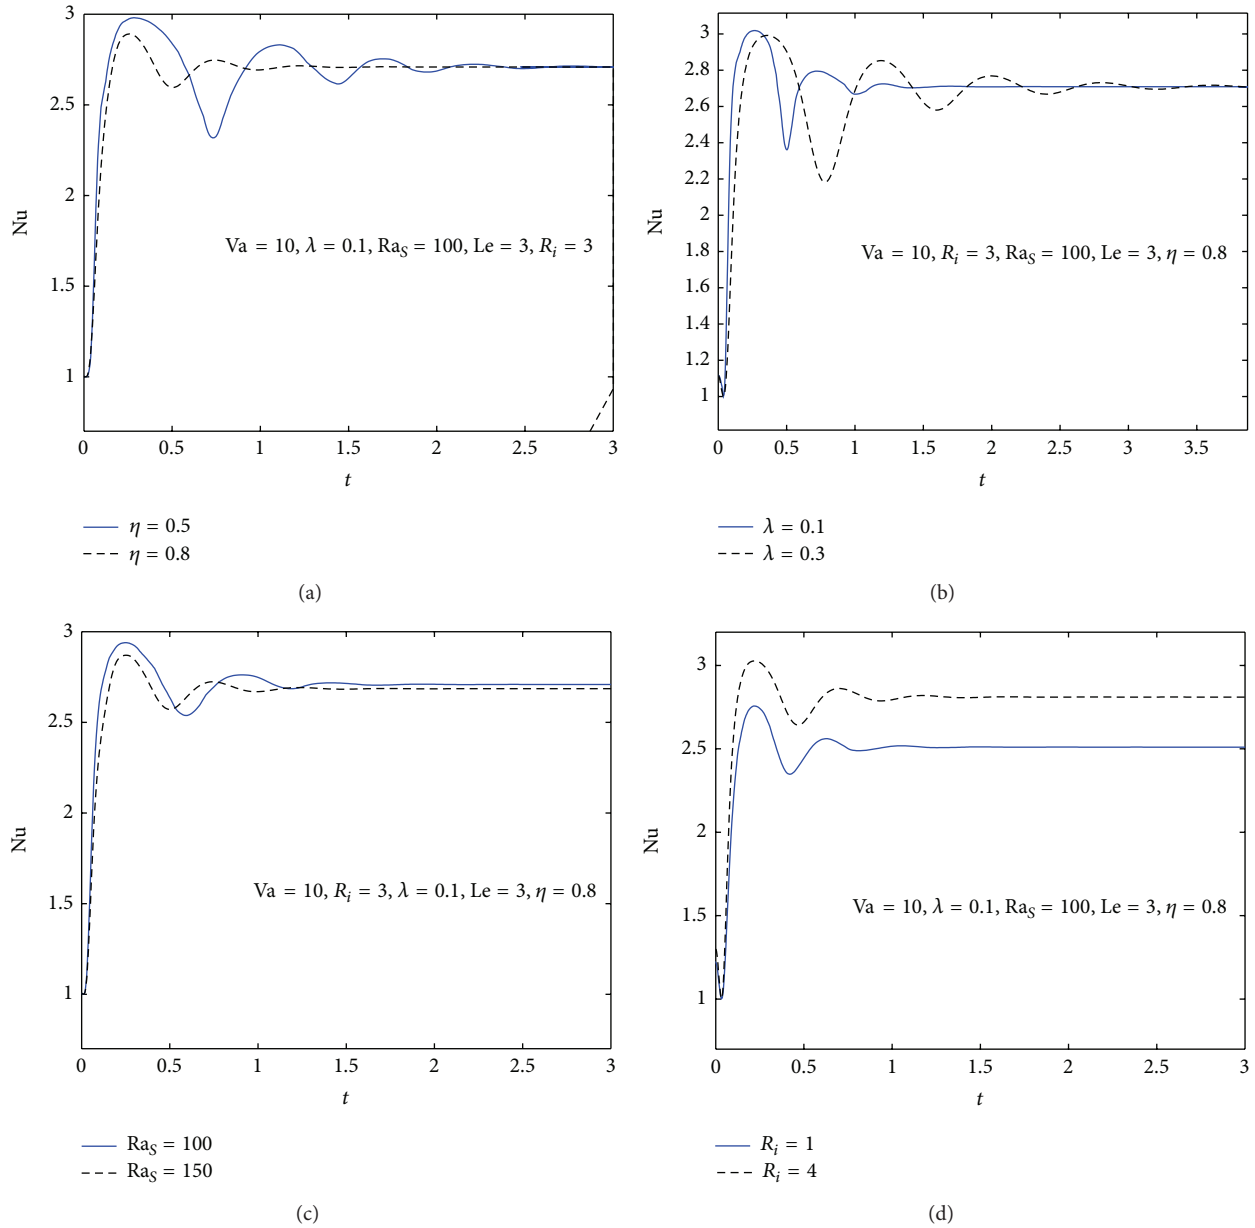 3
2.5
Nu
2
1.5
1
Va = 10, λ = 0.1, Ra_S = 100, Le = 3, R_i = 3
0 0.5 1 1.5 2 2.5 3
t
η = 0.5
η = 0.8
(a)
3
2.8
2.6
2.4
2.2
Nu
2
1.8
1.6
1.4
1.2
1
Va = 10, R_i = 3, Ra_S = 100, Le = 3, η = 0.8
0 0.5 1 1.5 2 2.5 3 3.5
t
λ = 0.1
λ = 0.3
(b)
3
2.5
2
Nu
1.5
1
Va = 10, R_i = 3, λ = 0.1, Le = 3, η = 0.8
0 0.5 1 1.5 2 2.5 3
t
Ra_S = 100
Ra_S = 150
(c)
3
2.5
2
Nu
1.5
1
Va = 10, λ = 0.1, Ra_S = 100, Le = 3, η = 0.8
0 0.5 1 1.5 2 2.5 3
t
R_i = 1
R_i = 4
(d)